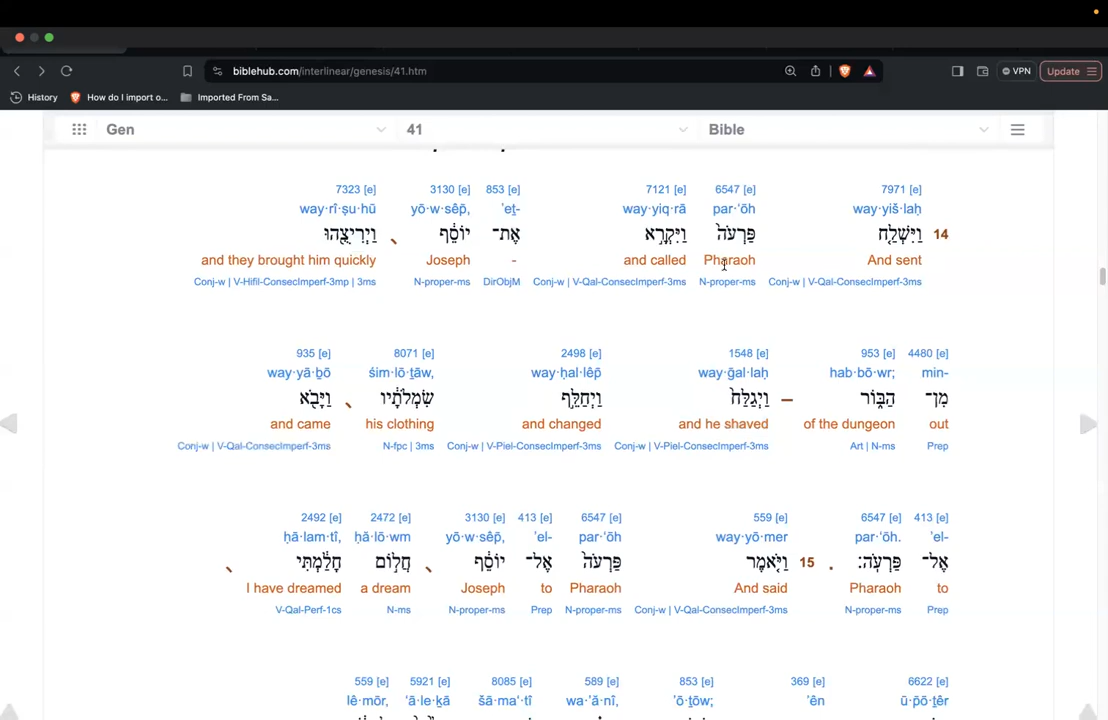 biblehub.com/interlinear/genesis/41.htm
VPN
Update
History How do I import o... Imported From Sa...
Gen 41 Bible
7971 [e] 6547 [e] 7121 [e] 853 [e] 3130 [e] 7323 [e]
way·yiš·laḥ par·‘ōh way·yiq·rā ’eṯ- yō·w·sêp̄, way·rî·ṣu·hū
14 וַיִּשְׁלַ֤ח פַּרְעֹה֙ וַיִּקְרָ֣א אֶת־ יוֹסֵ֔ף 、 וַיְרִיצֻ֖הוּ
And sent Pharaoh and called - Joseph and they brought him quickly
Conj-w | V-Qal-ConsecImperf-3ms N-proper-ms Conj-w | V-Qal-ConsecImperf-3ms DirObjM N-proper-ms Conj-w | V-Hifil-ConsecImperf-3mp | 3ms
4480 [e] 953 [e] 1548 [e] 2498 [e] 8071 [e] 935 [e]
min- hab·bō·wr; way·ḡal·laḥ way·ḥal·lêp̄ śim·lō·ṯāw, way·yā·ḇō
מִן־ הַבּ֑וֹר – וַיְגַלַּח֙ וַיְחַלֵּ֣ף שִׂמְלֹתָ֔יו 、 וַיָּבֹ֖א
out of the dungeon and he shaved and changed his clothing and came
Prep Art | N-ms Conj-w | V-Piel-ConsecImperf-3ms Conj-w | V-Piel-ConsecImperf-3ms N-fpc | 3ms Conj-w | V-Qal-ConsecImperf-3ms
413 [e] 6547 [e] 559 [e] 6547 [e] 413 [e] 3130 [e] 2472 [e] 2492 [e]
’el- par·‘ōh. way·yō·mer par·‘ōh ’el- yō·w·sêp̄, ḥă·lō·wm ḥā·lam·tî,
אֶל־ פַּרְעֹֽה׃ . 15 וַיֹּ֤אמֶר פַּרְעֹה֙ אֶל־ יוֹסֵ֔ף 、 חֲל֣וֹם חָלַ֔מְתִּי 、
to Pharaoh And said Pharaoh to Joseph a dream I have dreamed
Prep N-proper-ms Conj-w | V-Qal-ConsecImperf-3ms N-proper-ms Prep N-proper-ms N-ms V-Qal-Perf-1cs
6622 [e] 369 [e] 853 [e] 589 [e] 8085 [e] 5921 [e] 559 [e]
ū·p̄ō·ṯêr ’ên ’ō·ṯōw; wa·’ă·nî, šā·ma‘·tî ‘ā·le·ḵā lê·mōr,